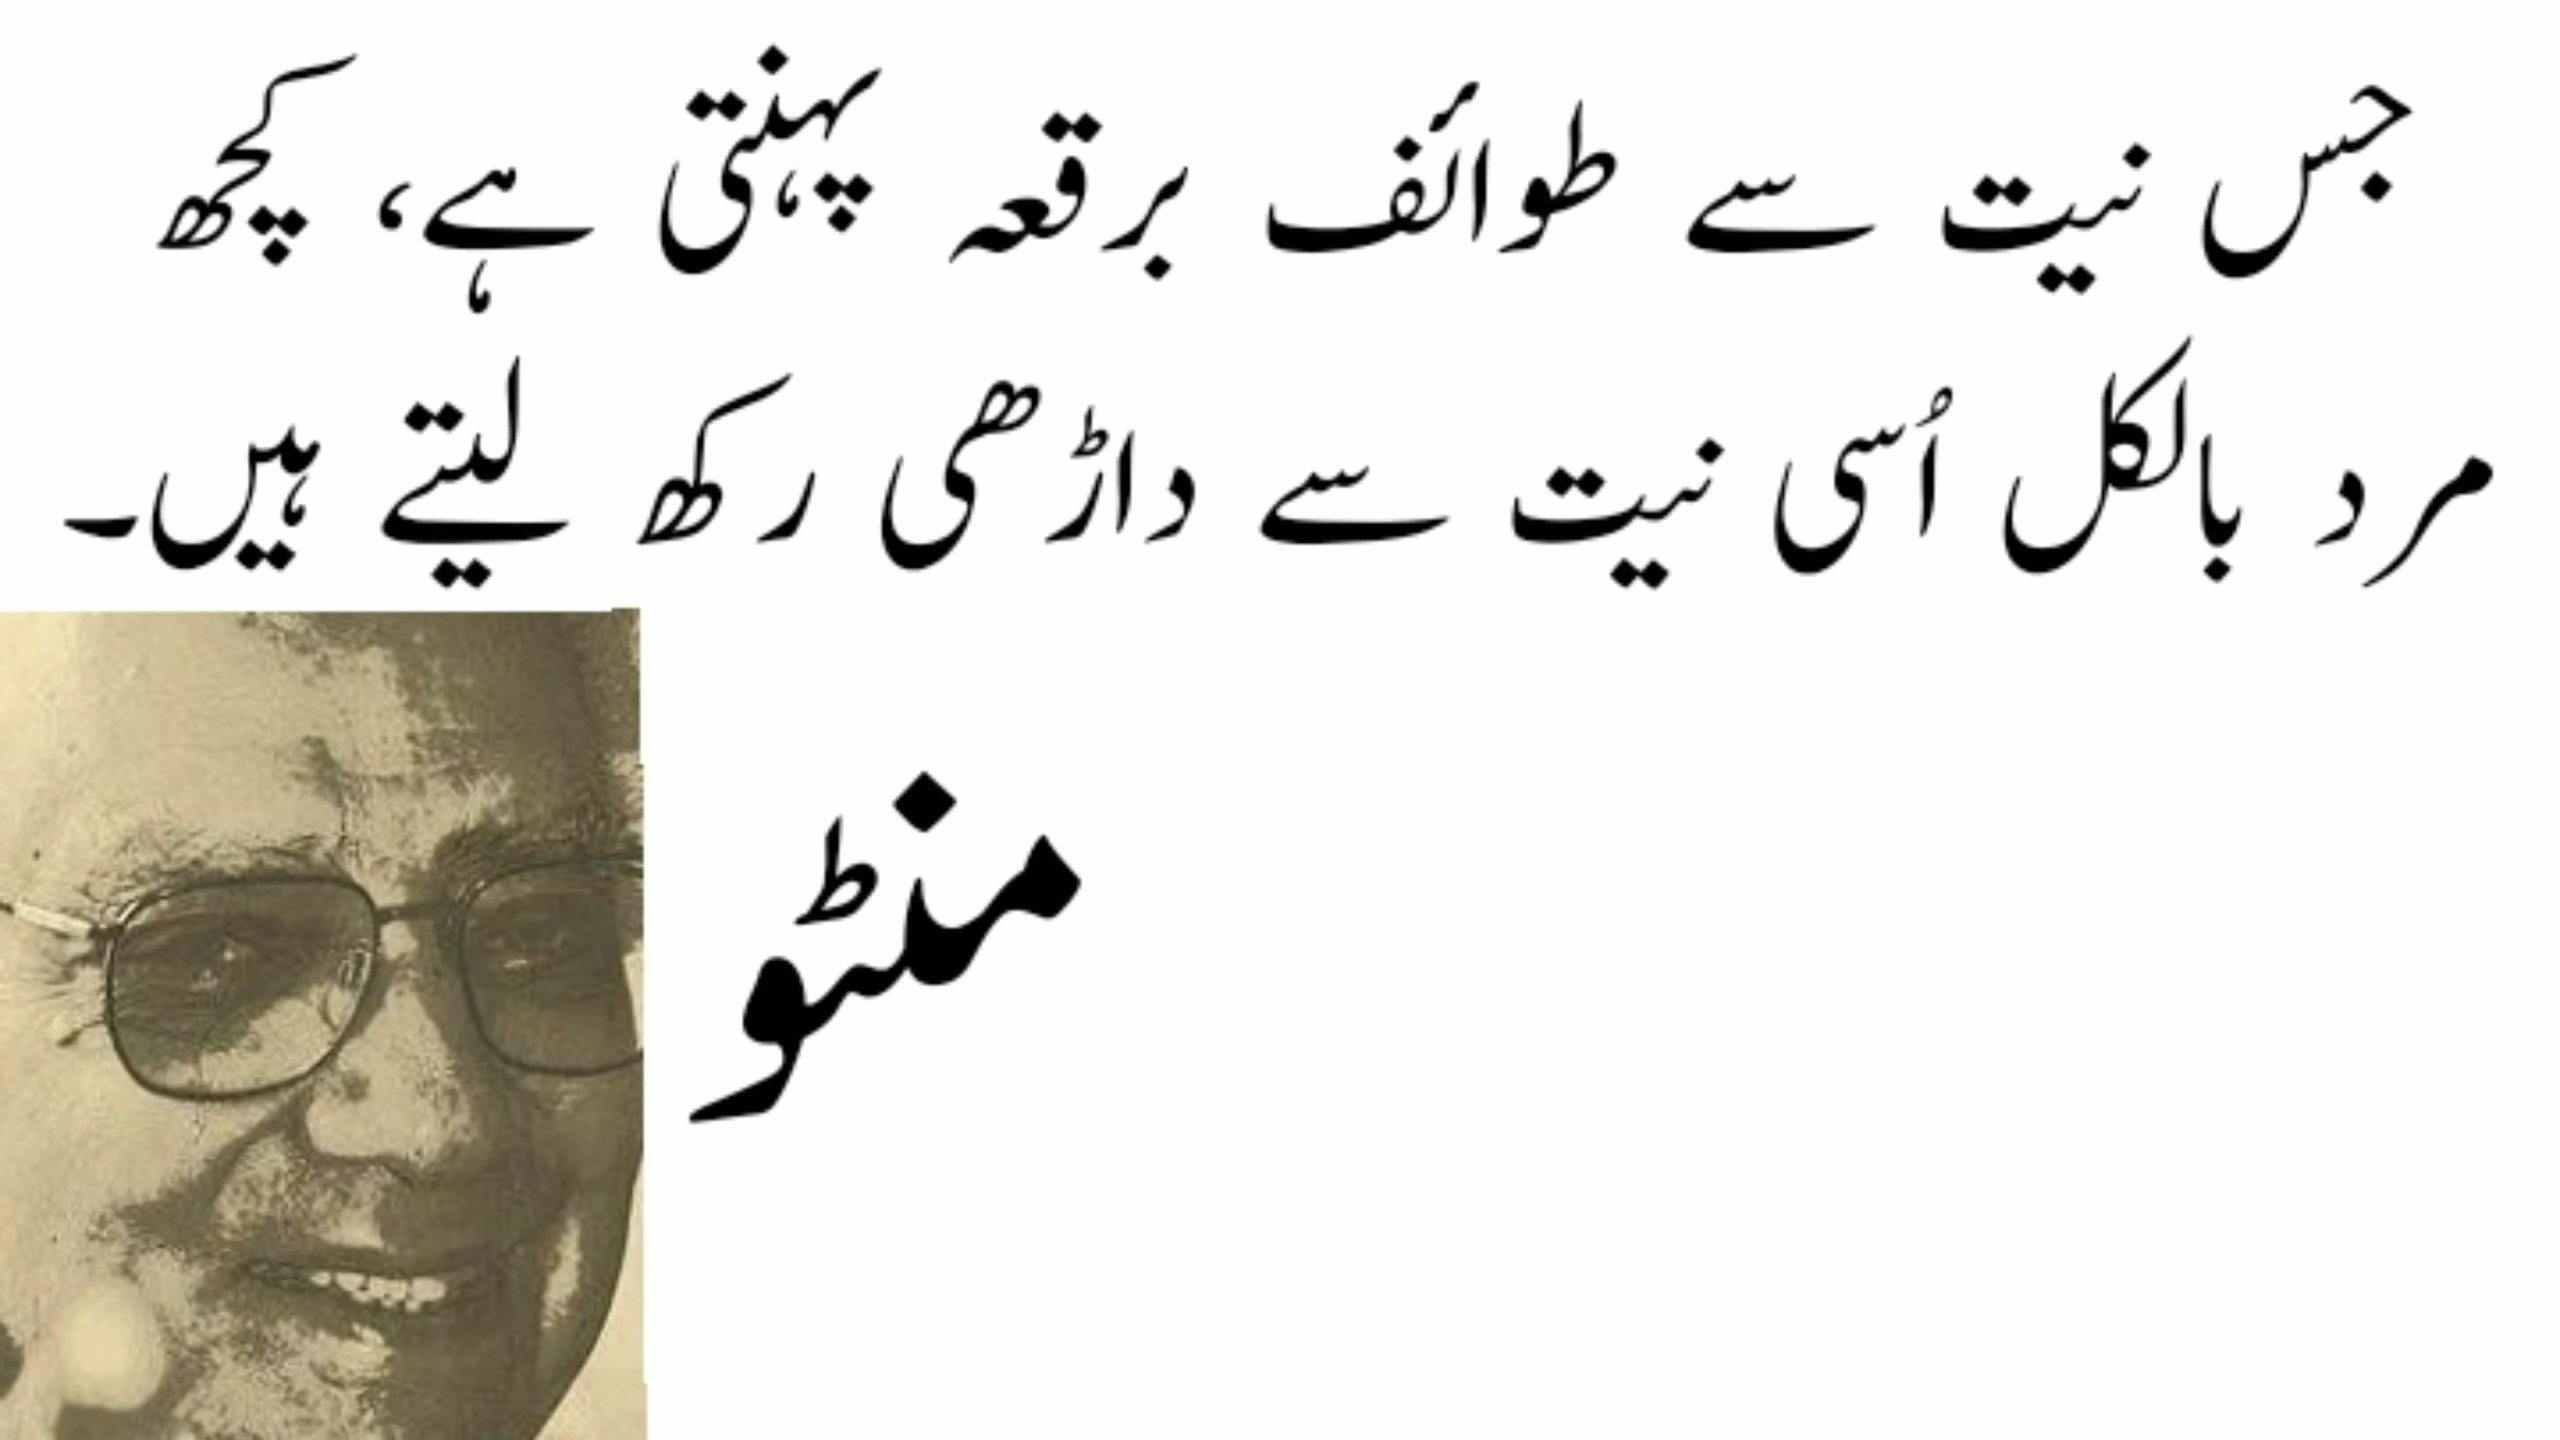 جس نیت سے طوائف برقعہ پہنتی ہے، کچھ
مرد بالکل اُسی نیت سے داڑھی رکھ لیتے ہیں۔
منٹو